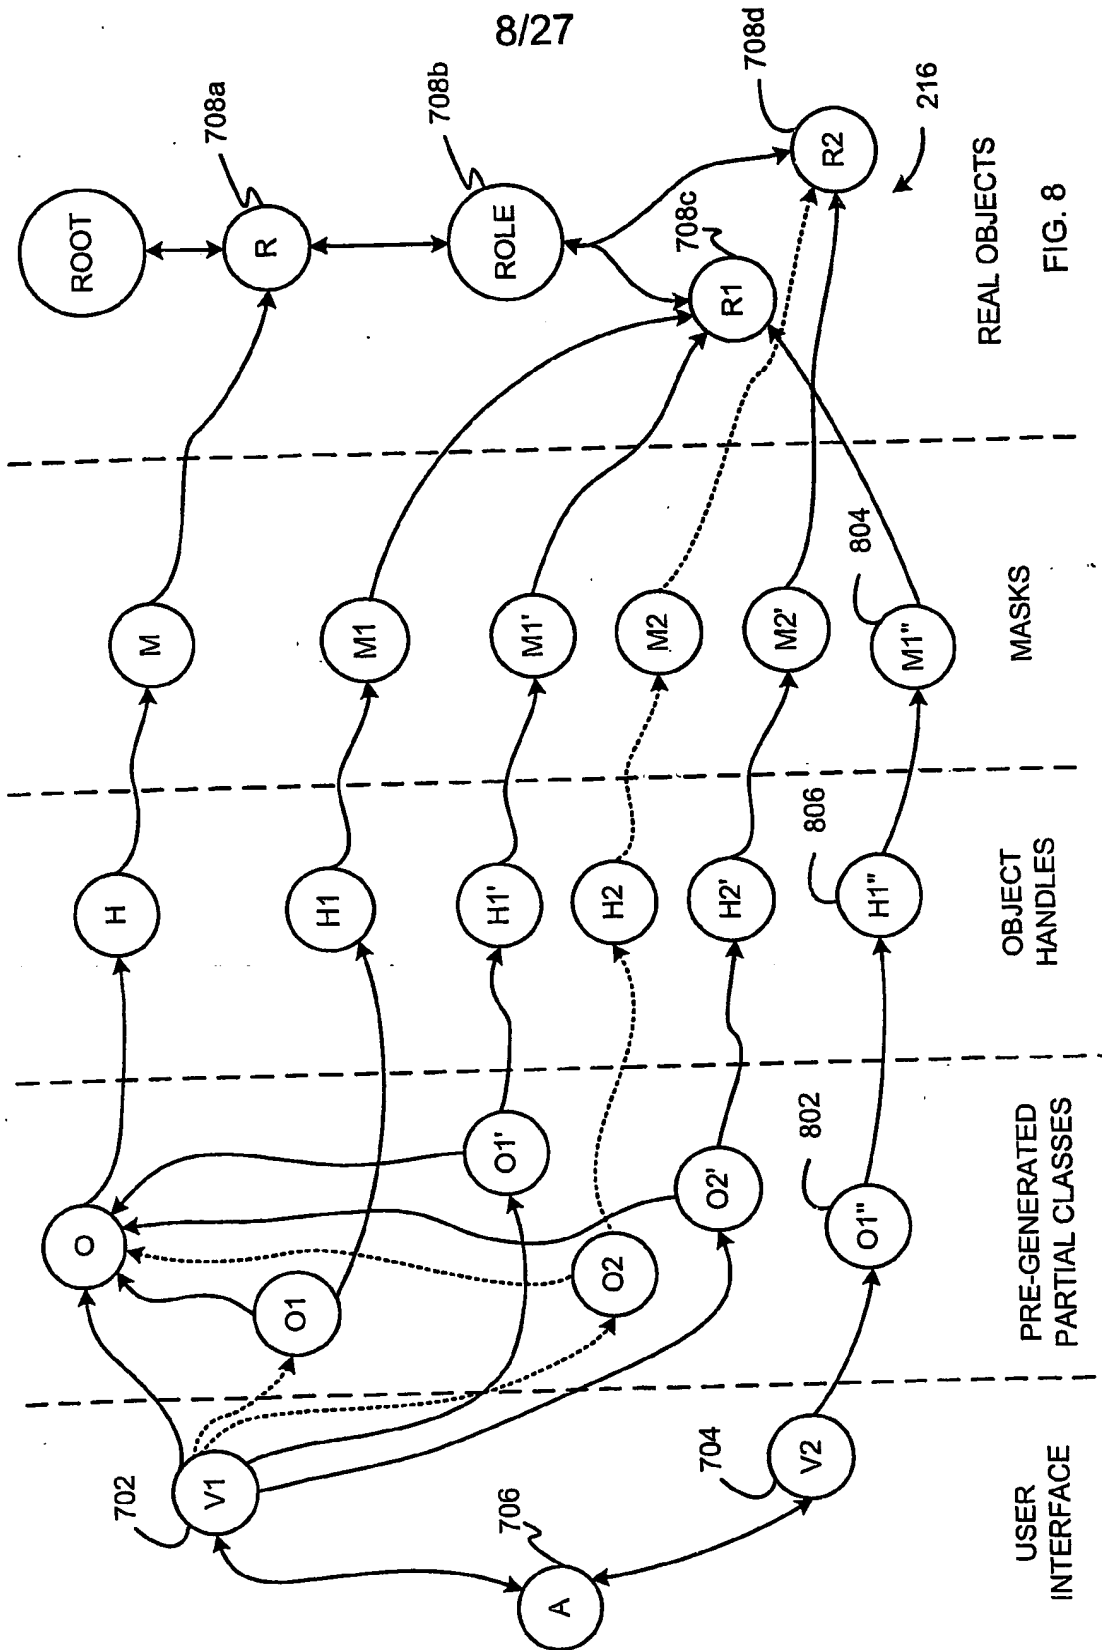 8/27
ROOT
R
708a
ROLE
708b
R1
708c
R2
708d
216
REAL OBJECTS
FIG. 8
M
M1
M1'
M2
M2'
M1"
804
MASKS
H
H1
H1'
H2
H2'
H1"
806
OBJECT
HANDLES
O
O1
O1'
O2
O2'
O1"
802
PRE-GENERATED
PARTIAL CLASSES
702
V1
706
A
704
V2
USER
INTERFACE